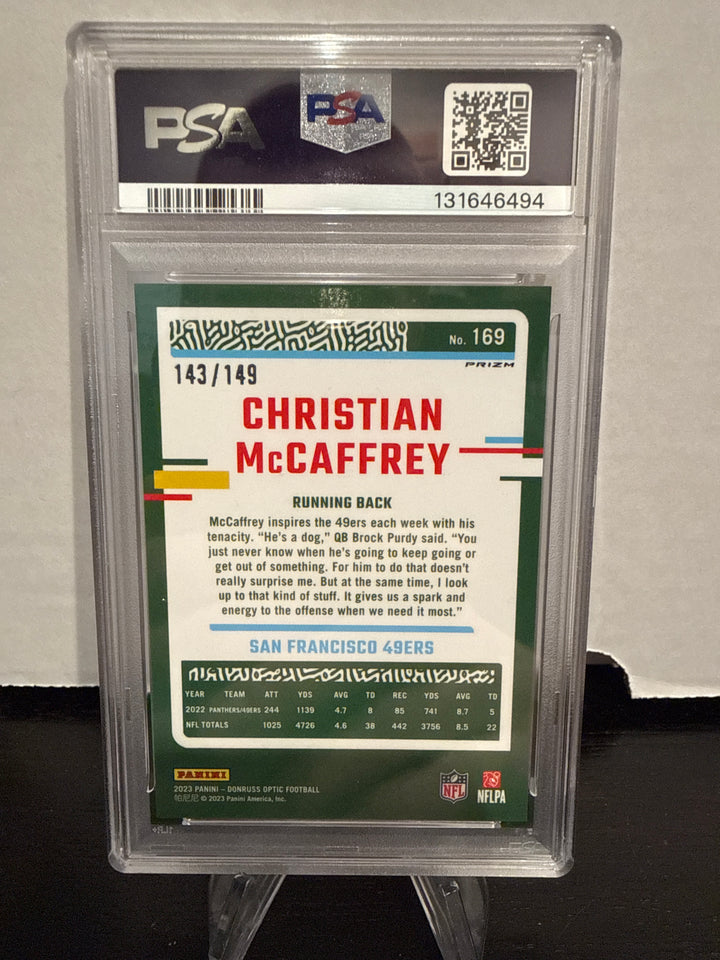 PSA
PSA
131646494
No. 169
PRIZM
143/149
CHRISTIAN
McCAFFREY
RUNNING BACK
McCaffrey inspires the 49ers each week with his
tenacity. “He's a dog,” QB Brock Purdy said. “You
just never know when he's going to keep going or
get out of something. For him to do that doesn't
really surprise me. But at the same time, I look
up to that kind of stuff. It gives us a spark and
energy to the offense when we need it most.”
SAN FRANCISCO 49ERS
YEAR TEAM ATT YDS AVG TD REC YDS AVG TD
2022 PANTHERS/49ERS 244 1139 4.7 8 85 741 8.7 5
NFL TOTALS 1025 4726 4.6 38 442 3756 8.5 22
PANINI
2023 PANINI – DONRUSS OPTIC FOOTBALL
帕尼尼 © 2023 Panini America, Inc.
NFL
NFLPA